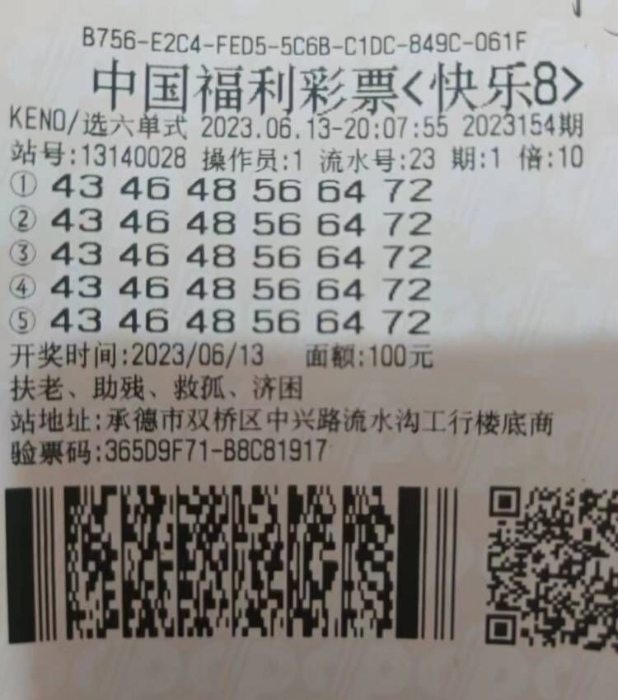 B756-E2C4-FED5-5C6B-C1DC-849C-061F
中国福利彩票<快乐8>
KENO/选六单式 2023.06.13-20:07:55 2023154期
站号:13140028 操作员:1 流水号:23 期:1 倍:10
① 43 46 48 56 64 72
② 43 46 48 56 64 72
③ 43 46 48 56 64 72
④ 43 46 48 56 64 72
⑤ 43 46 48 56 64 72
开奖时间:2023/06/13 面额:100元
扶老、助残、救孤、济困
站地址:承德市双桥区中兴路流水沟工行楼底商
验票码:365D9F71-B8C81917